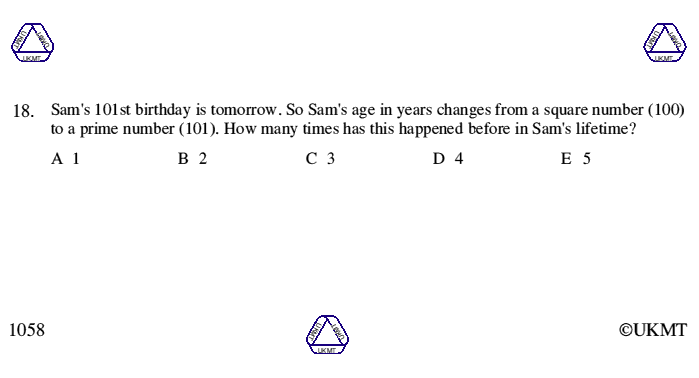 UKMT UKMT UKMT
UKMT UKMT UKMT
18. Sam's 101st birthday is tomorrow. So Sam's age in years changes from a square number (100)
to a prime number (101). How many times has this happened before in Sam's lifetime?
A 1 B 2 C 3 D 4 E 5
1058
UKMT UKMT UKMT
©UKMT